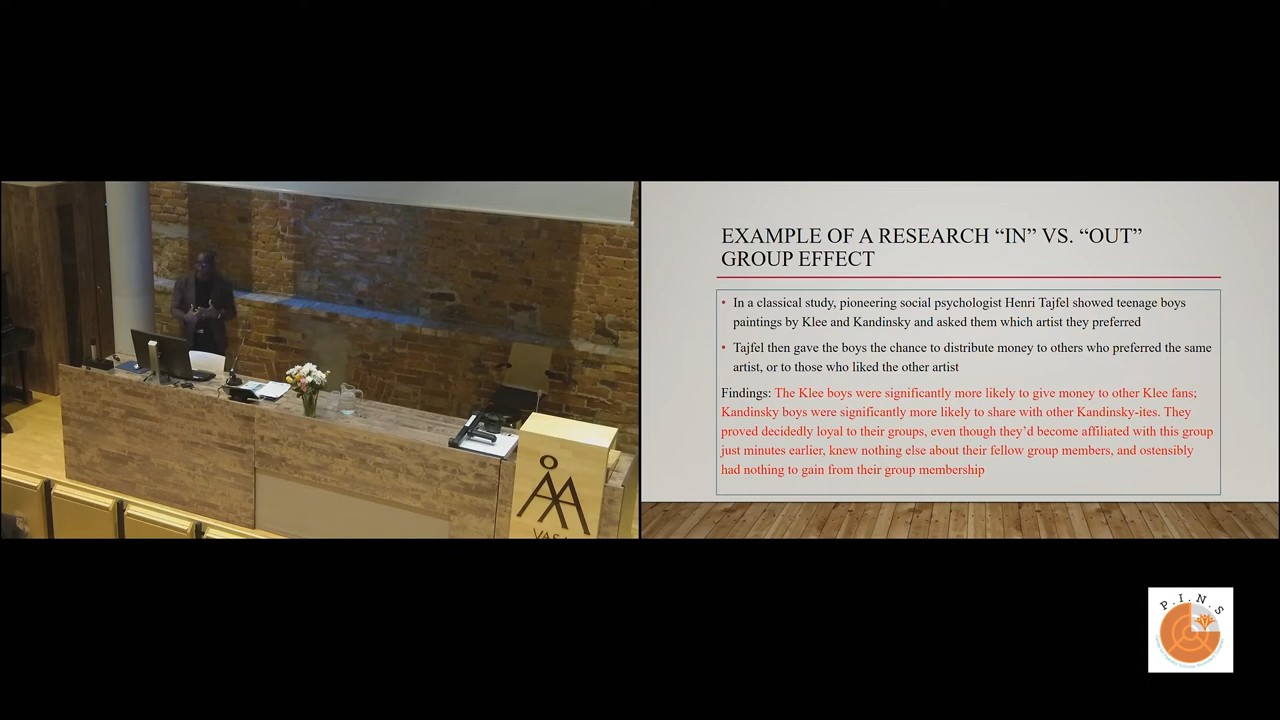 EXAMPLE OF A RESEARCH “IN” VS. “OUT”
GROUP EFFECT
• In a classical study, pioneering social psychologist Henri Tajfel showed teenage boys
paintings by Klee and Kandinsky and asked them which artist they preferred
• Tajfel then gave the boys the chance to distribute money to others who preferred the same
artist, or to those who liked the other artist
Findings: The Klee boys were significantly more likely to give money to other Klee fans;
Kandinsky boys were significantly more likely to share with other Kandinsky-ites. They
proved decidedly loyal to their groups, even though they’d become affiliated with this group
just minutes earlier, knew nothing else about their fellow group members, and ostensibly
had nothing to gain from their group membership
ÅA
P.I.N.S